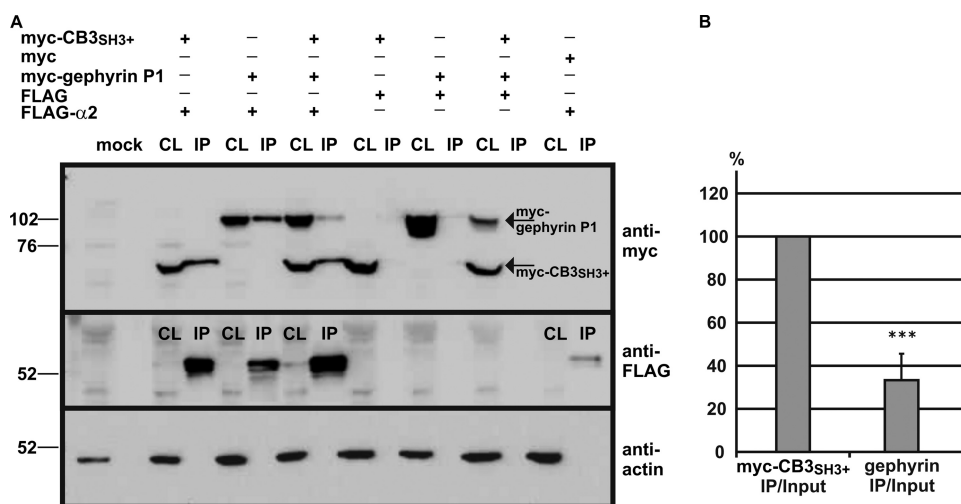 A
B
myc-CB3SH3+ + – + + – + –
myc – – – – – – +
myc-gephyrin P1 – + + – + + –
FLAG – – – + + + –
FLAG-α2 + + + – – – +
mock CL IP CL IP CL IP CL IP CL IP CL IP CL IP
102
76
myc-
gephyrin P1
myc-CB3SH3+
anti-
myc
CL IP CL IP CL IP CL IP
52
anti-
FLAG
52
anti-
actin
%
120
100
80
60
40
20
0
***
myc-CB3SH3+
IP/Input
gephyrin
IP/Input